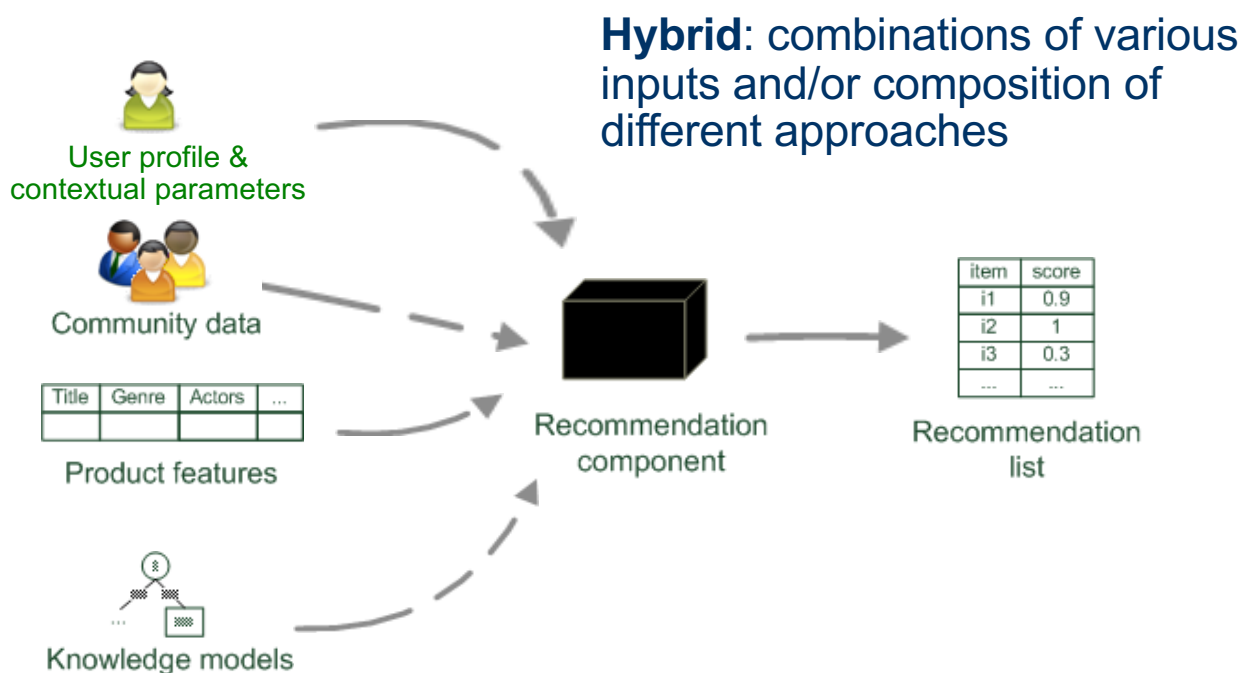 Hybrid: combinations of various
inputs and/or composition of
different approaches
User profile &
contextual parameters
Community data
Title Genre Actors ...
Product features
...
Knowledge models
Recommendation
component
item score
i1 0.9
i2 1
i3 0.3
... ...
Recommendation
list